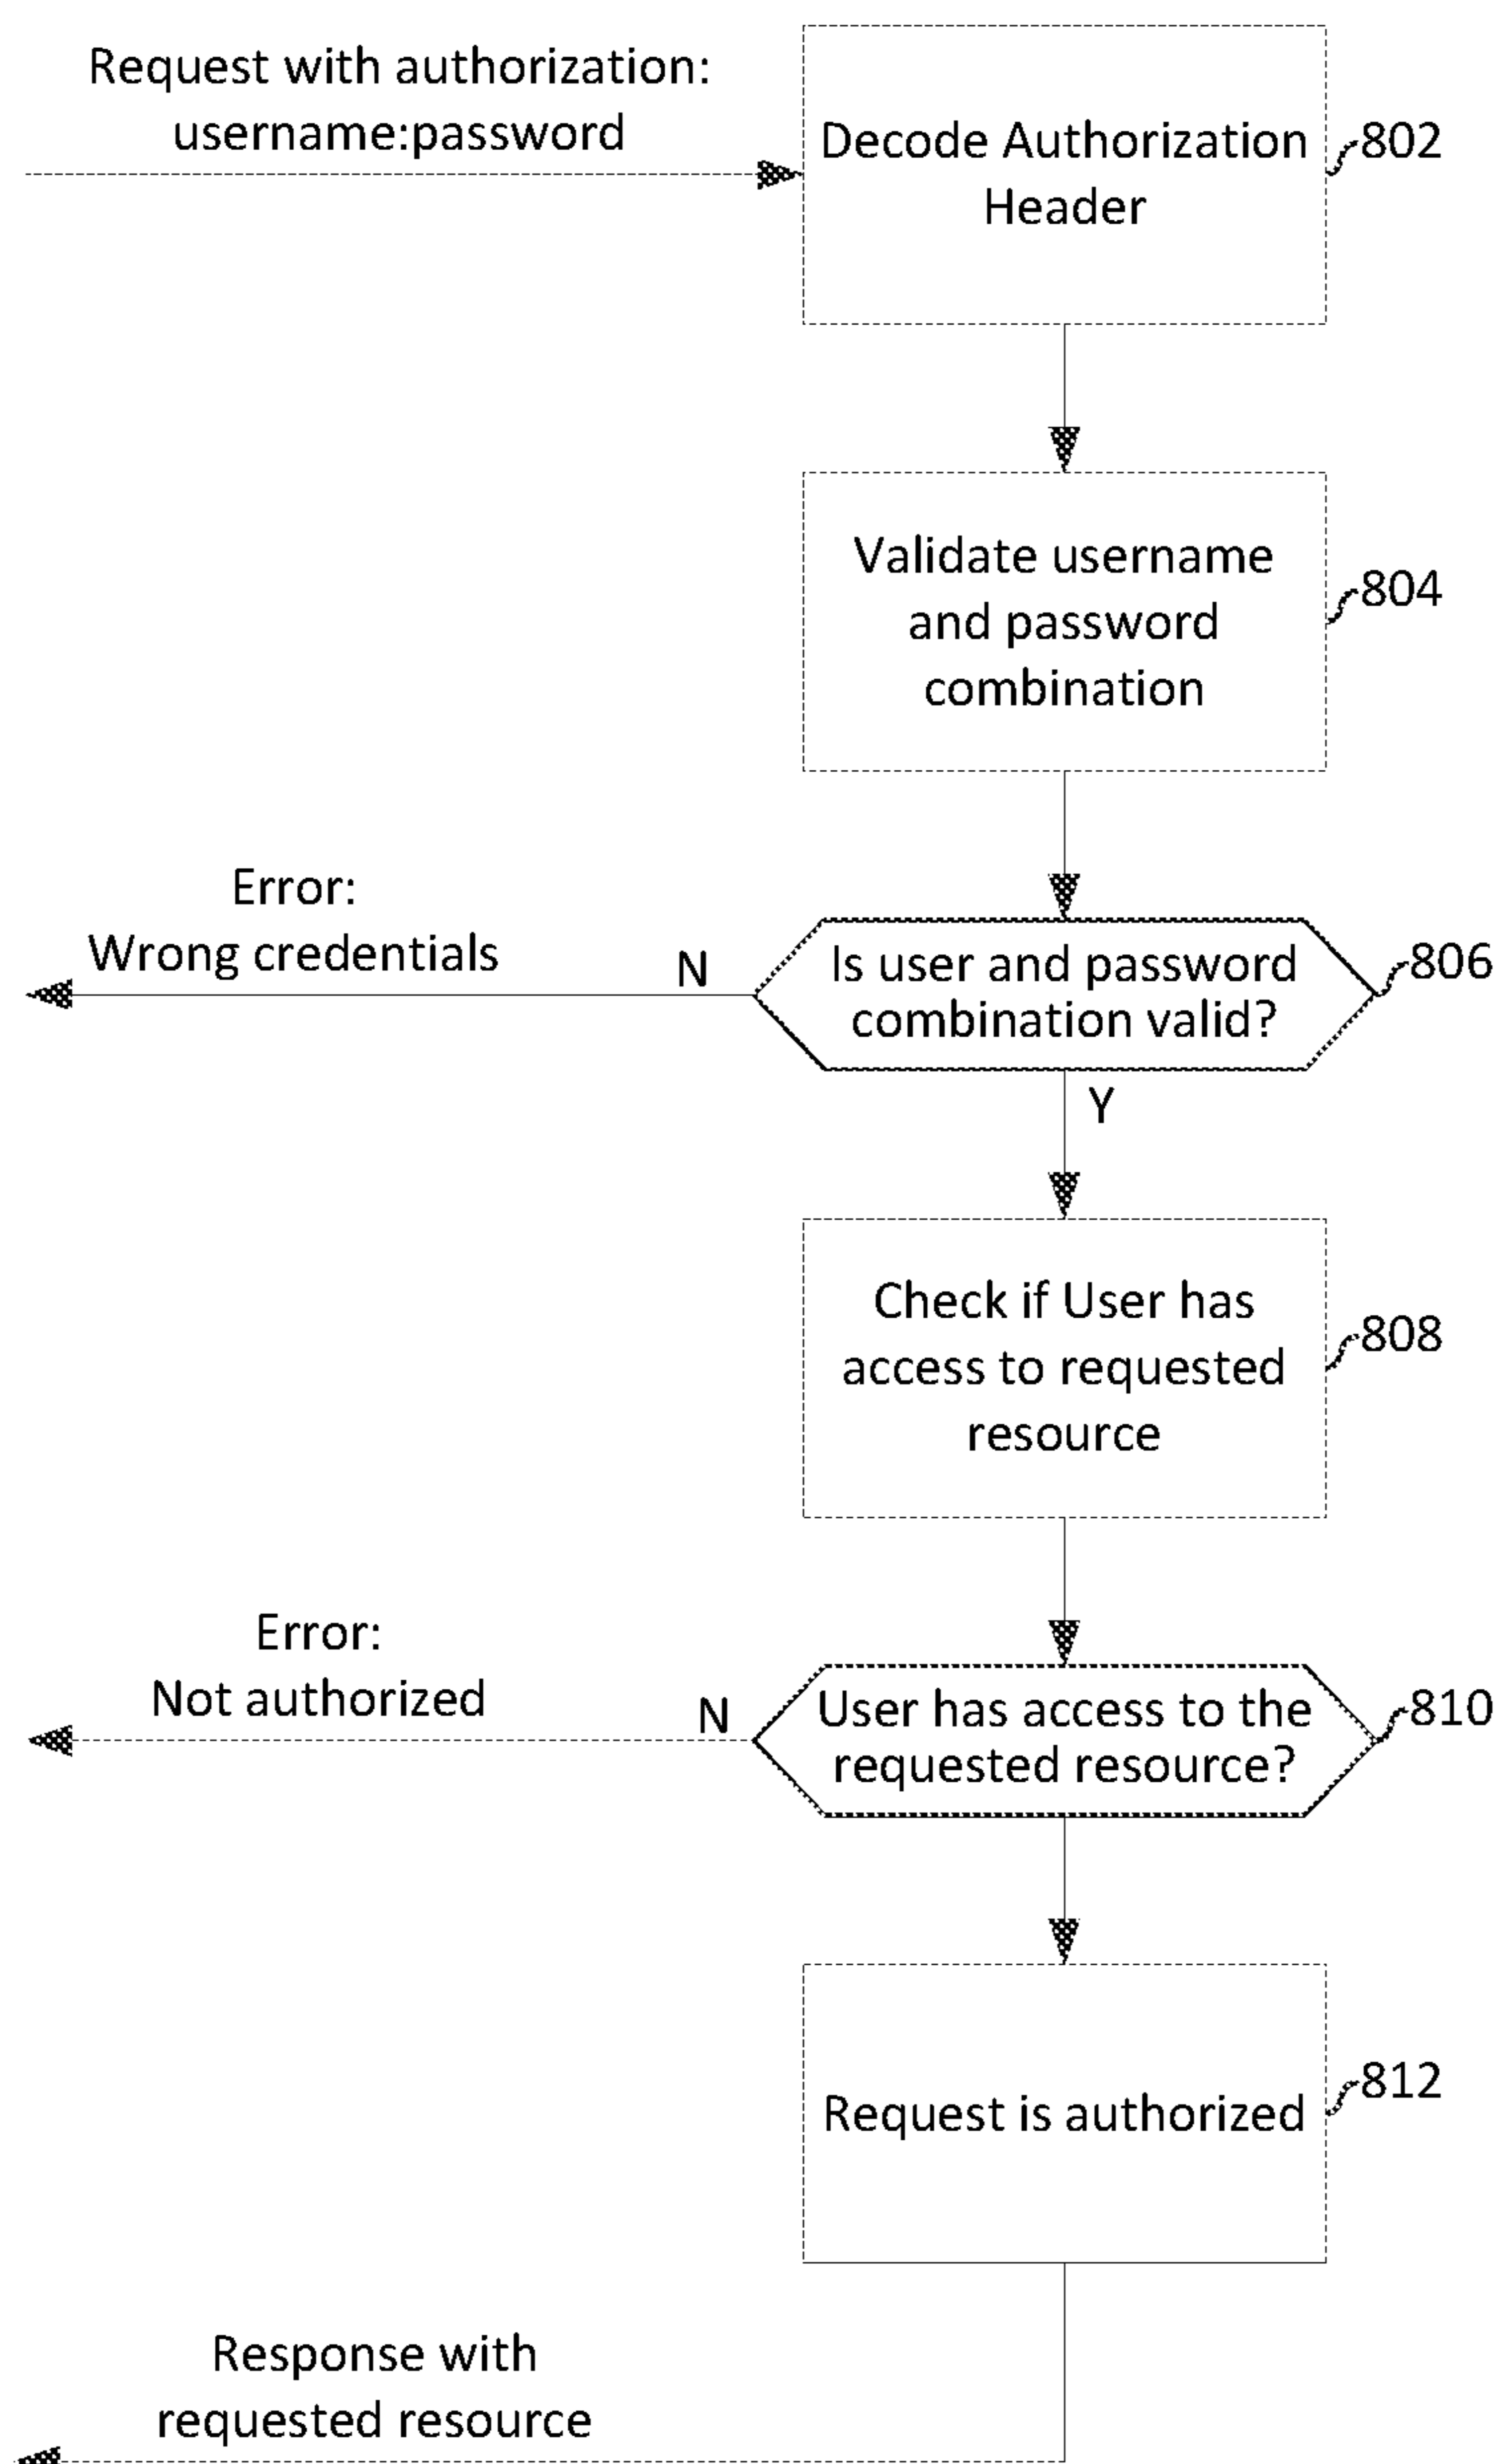 Request with authorization:
username:password
Decode Authorization
Header
802
Validate username
and password
combination
804
Error:
Wrong credentials
N
Is user and password
combination valid?
806
Y
Check if User has
access to requested
resource
808
Error:
Not authorized
N
User has access to the
requested resource?
810
Request is authorized
812
Response with
requested resource